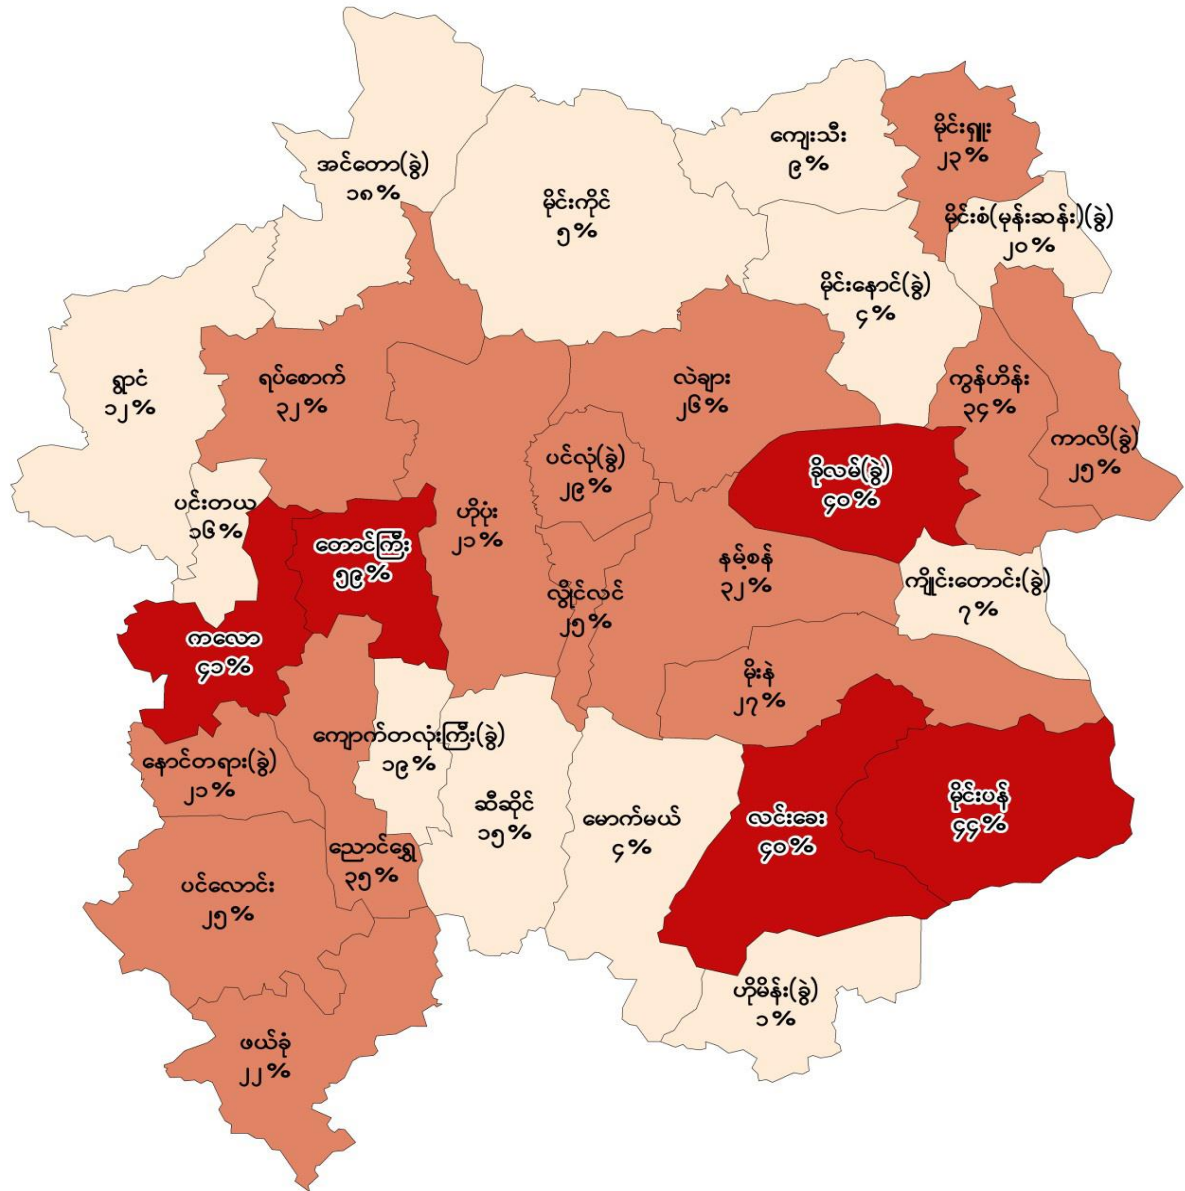 ကျေးသီး
၉%
မိုင်းရှူး
၂၃%
အင်တော(ခွဲ)
၁၈%
မိုင်းကိုင်
၅%
မိုင်းစံ(မုန်းဆန်း)(ခွဲ)
၂၀%
မိုင်းနောင်(ခွဲ)
၄%
ရွာငံ
၁၂%
ရပ်စောက်
၃၂%
လဲချား
၂၆%
ကွန်ဟိန်း
၃၄%
ကာလိ(ခွဲ)
၂၅%
ပင်လုံ(ခွဲ)
၂၉%
ခိုလမ်(ခွဲ)
၄၀%
ပင်းတယ
၁၆%
ဟိုပုံး
၂၁%
တောင်ကြီး
၅၉%
နမ့်စန်
၃၂%
ကျိုင်းတောင်း(ခွဲ)
၇%
လွိုင်လင်
၂၅%
ကလော
၄၁%
မိုးနဲ
၂၇%
ကျောက်တလုံးကြီး(ခွဲ)
၁၉%
နောင်တရား(ခွဲ)
၂၁%
ဆီဆိုင်
၁၅%
မောက်မယ်
၄%
လင်းခေး
၄၀%
မိုင်းပန်
၄၄%
ညောင်ရွှေ
၃၅%
ပင်လောင်း
၂၅%
ဟိုမိန်း(ခွဲ)
၁%
ဖယ်ခုံ
၂၂%